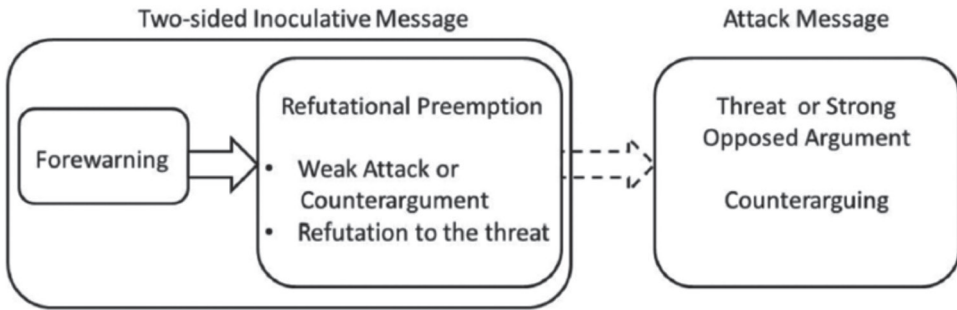 Two-sided Inoculative Message
Attack Message
Forewarning
Refutational Preemption
• Weak Attack or
Counterargument
• Refutation to the threat
Threat or Strong
Opposed Argument
Counterarguing